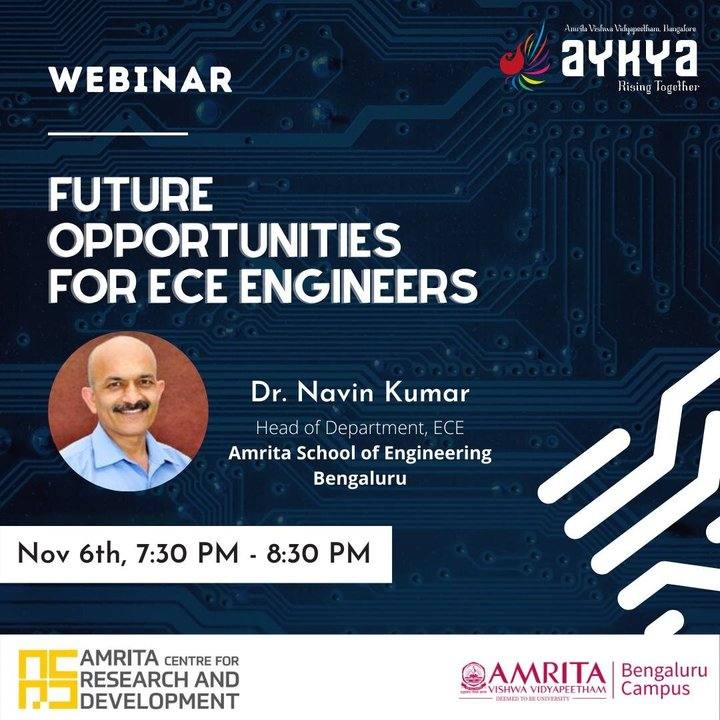 Amrita Vishwa Vidyapeetham, Bangalore
aykya
Rising Together
WEBINAR
FUTURE
OPPORTUNITIES
FOR ECE ENGINEERS
Dr. Navin Kumar
Head of Department, ECE
Amrita School of Engineering
Bengaluru
Nov 6th, 7:30 PM - 8:30 PM
AMRITA CENTRE FOR
RESEARCH AND
DEVELOPMENT
AMRITA
VISHWA VIDYAPEETHAM
DEEMED TO BE UNIVERSITY
Bengaluru
Campus